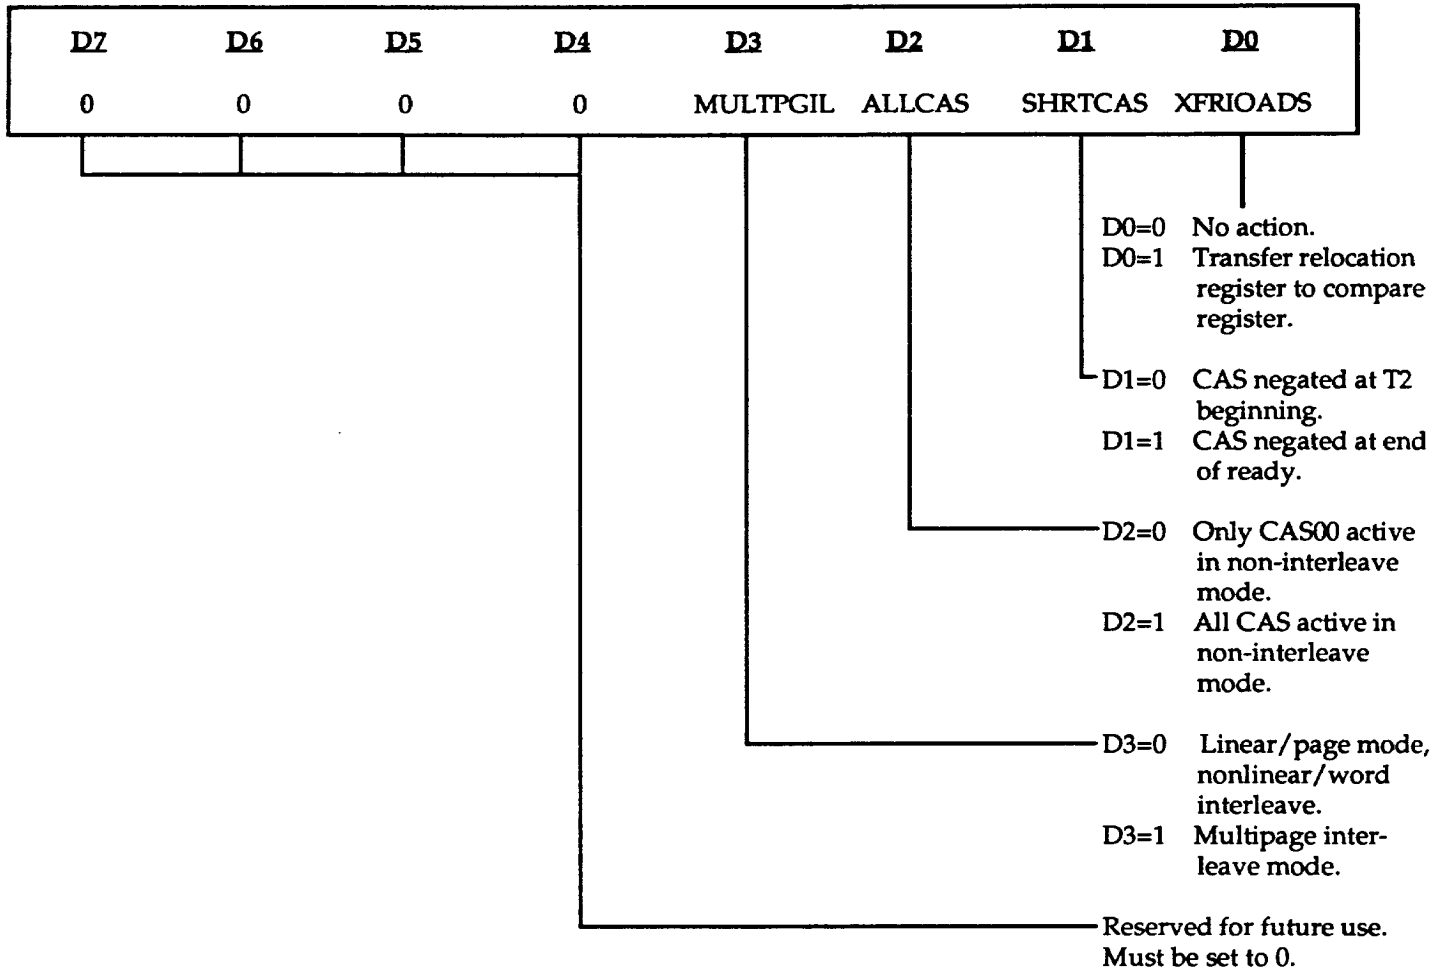 D7 D6 D5 D4 D3 D2 D1 D0
0 0 0 0 MULTPGIL ALLCAS SHRTCAS XFRIOADS
D0=0 No action.
D0=1 Transfer relocation
register to compare
register.
D1=0 CAS negated at T2
beginning.
D1=1 CAS negated at end
of ready.
D2=0 Only CAS00 active
in non-interleave
mode.
D2=1 All CAS active in
non-interleave
mode.
D3=0 Linear/page mode,
nonlinear/word
interleave.
D3=1 Multipage inter-
leave mode.
Reserved for future use.
Must be set to 0.